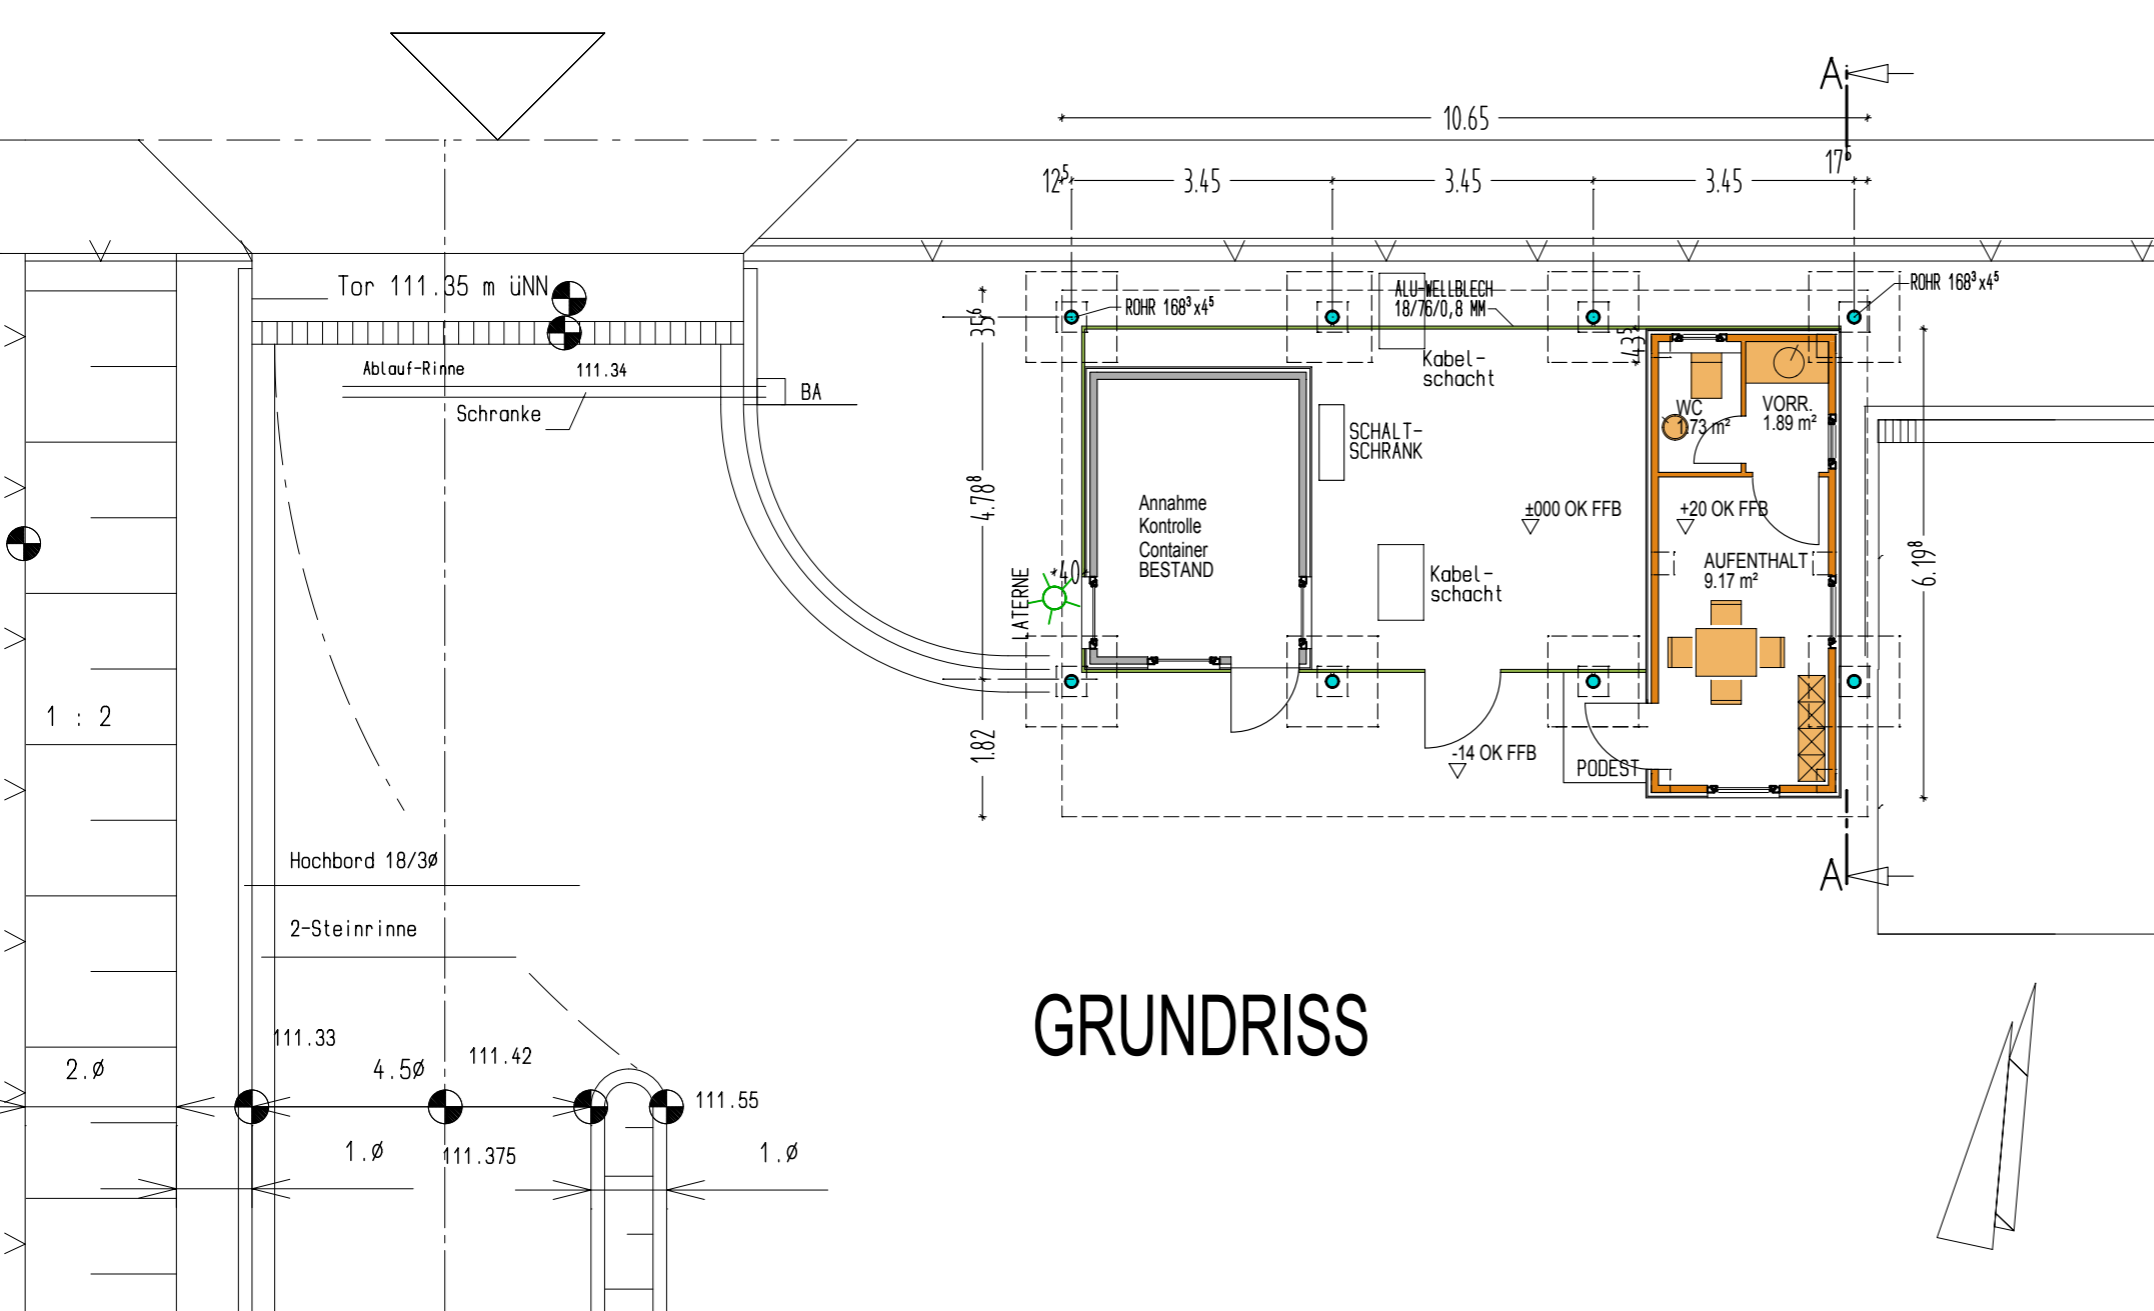 A
10.65
17⁵
12⁵
3.45
3.45
3.45
Tor 111.35 m üNN
ALU-WELLBLECH
18/76/0,8 MM
ROHR 168³x4⁵
ROHR 168³x4⁵
35⁶
43⁵
Kabel-
schacht
Ablauf-Rinne
111.34
BA
Schranke
WC
1.73 m²
VORR.
1.89 m²
SCHALT-
SCHRANK
4.78⁸
Annahme
Kontrolle
Container
BESTAND
±000 OK FFB
+20 OK FFB
6.19⁸
AUFENTHALT
9.17 m²
40
LATERNE
Kabel-
schacht
1 : 2
1.82
-14 OK FFB
PODEST
Hochbord 18/3ø
A
2-Steinrinne
GRUNDRISS
111.33
2.ø
4.5ø
111.42
111.55
1.ø
111.375
1.ø